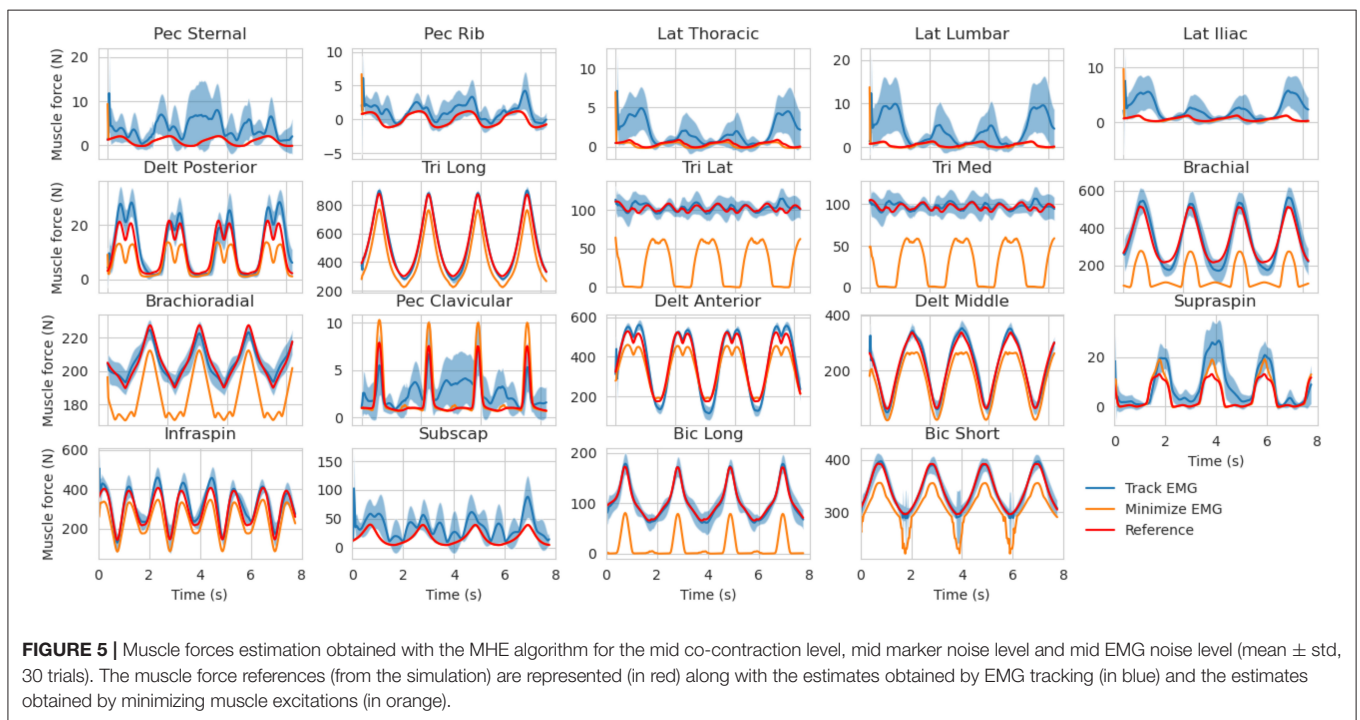 Pec Sternal
Pec Rib
Lat Thoracic
Lat Lumbar
Lat Iliac
Muscle force (N)
20
10
0
10
5
0
−5
10
5
0
20
10
0
10
0
Delt Posterior
Tri Long
Tri Lat
Tri Med
Brachial
Muscle force (N)
20
0
800
600
400
200
100
50
0
100
50
0
600
400
200
Brachioradial
Pec Clavicular
Delt Anterior
Delt Middle
Supraspin
Muscle force (N)
220
200
180
10
5
0
600
400
200
400
200
20
0
0 2 4 6 8
Time (s)
Infraspin
Subscap
Bic Long
Bic Short
Muscle force (N)
600
400
200
150
100
50
0
200
100
0
400
300
0 2 4 6 8
0 2 4 6 8
0 2 4 6 8
0 2 4 6 8
Time (s)
Time (s)
Time (s)
Time (s)
Track EMG
Minimize EMG
Reference
FIGURE 5 | Muscle forces estimation obtained with the MHE algorithm for the mid co-contraction level, mid marker noise level and mid EMG noise level (mean ± std,
30 trials). The muscle force references (from the simulation) are represented (in red) along with the estimates obtained by EMG tracking (in blue) and the estimates
obtained by minimizing muscle excitations (in orange).